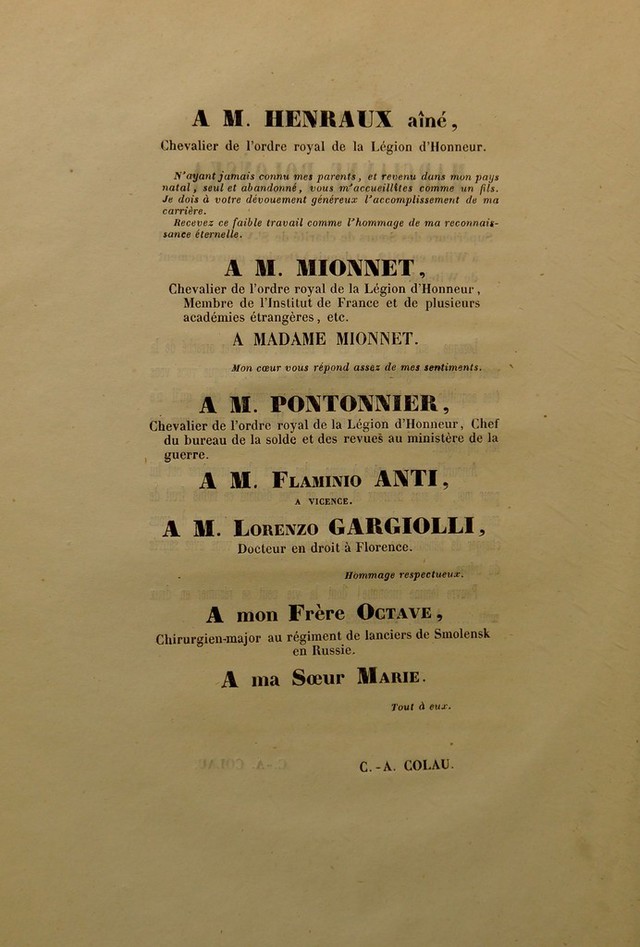 A M. HENRAUX aîné,
Chevalier de l'ordre royal de la Légion d'Honneur.
N'ayant jamais connu mes parents, et revenu dans mon pays
natal, seul et abandonné, vous m'accueillîtes comme un fils.
Je dois à votre dévouement généreux l'accomplissement de ma
carrière.
Recevez ce faible travail comme l'hommage de ma reconnais-
sance éternelle.
A M. MIONNET,
Chevalier de l'ordre royal de la Légion d'Honneur,
Membre de l'Institut de France et de plusieurs
académies étrangères, etc.
A MADAME MIONNET.
Mon cœur vous répond assez de mes sentiments.
A M. PONTONNIER,
Chevalier de l'ordre royal de la Légion d'Honneur, Chef
du bureau de la solde et des revues au ministère de la
guerre.
A M. FLAMINIO ANTI,
A VICENCE.
A M. LORENZO GARGIOLLI,
Docteur en droit à Florence.
Hommage respectueux.
A mon Frère OCTAVE,
Chirurgien-major au régiment de lanciers de Smolensk
en Russie.
A ma Sœur MARIE.
Tout à eux.
C.-A. COLAU.